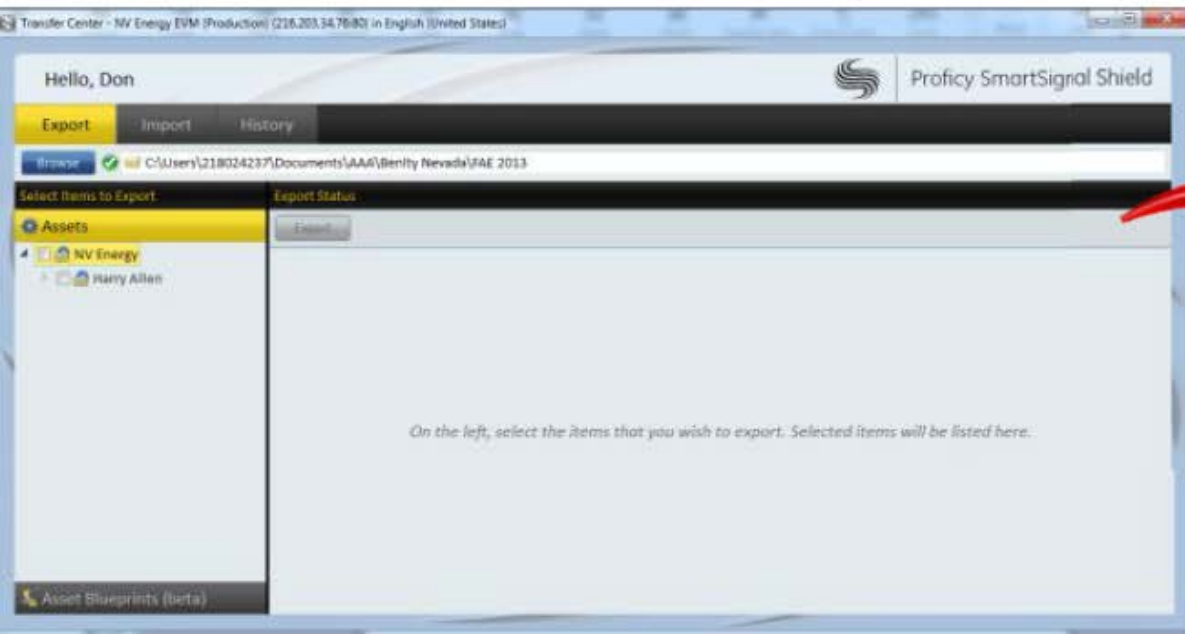 Transfer Center - NV Energy EVM (Production) (216.203.34.76:80) in English (United States)
Hello, Don
Proficy SmartSignal Shield
Export Import History
Browse C:\Users\218024237\Documents\AAA\Benlty Nevada\FAE 2013
Select Items to Export Export Status
Assets Export
NV Energy
Harry Allen
On the left, select the items that you wish to export. Selected items will be listed here.
Asset Blueprints (beta)